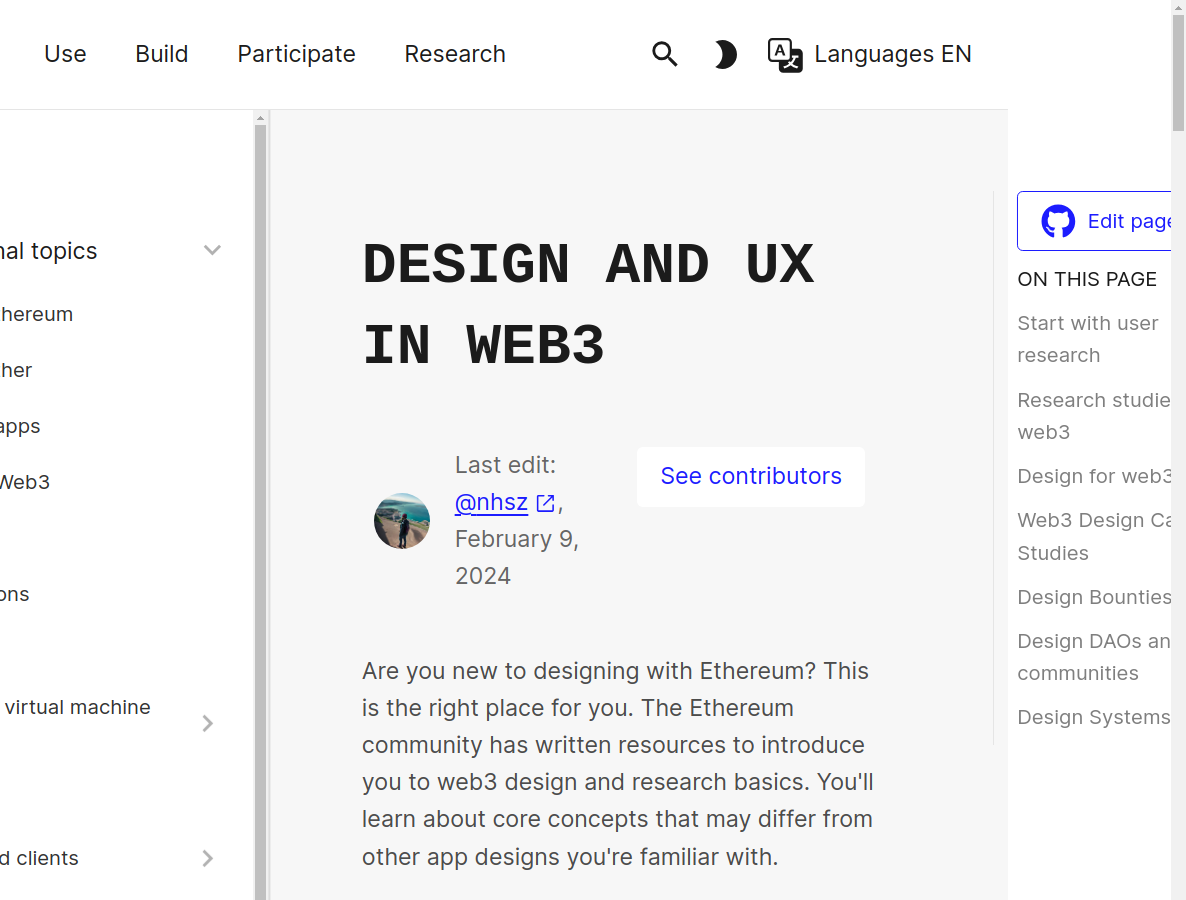 Use Build Participate Research Languages EN
nal topics
hereum
her
apps
Web3
ons
virtual machine
d clients
DESIGN AND UX
IN WEB3
Last edit:
@nhsz ,
February 9,
2024
See contributors
Are you new to designing with Ethereum? This
is the right place for you. The Ethereum
community has written resources to introduce
you to web3 design and research basics. You'll
learn about core concepts that may differ from
other app designs you're familiar with.
Edit page
ON THIS PAGE
Start with user
research
Research studie
web3
Design for web3
Web3 Design Ca
Studies
Design Bounties
Design DAOs an
communities
Design Systems